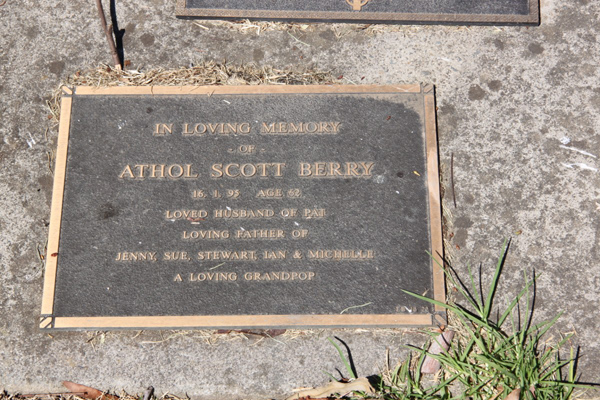 IN LOVING MEMORY
OF
ATHOL SCOTT BERRY
16. 1. 95 AGE 62
LOVED HUSBAND OF PAT
LOVING FATHER OF
JENNY, SUE, STEWART, IAN & MICHELLE
A LOVING GRANDPOP